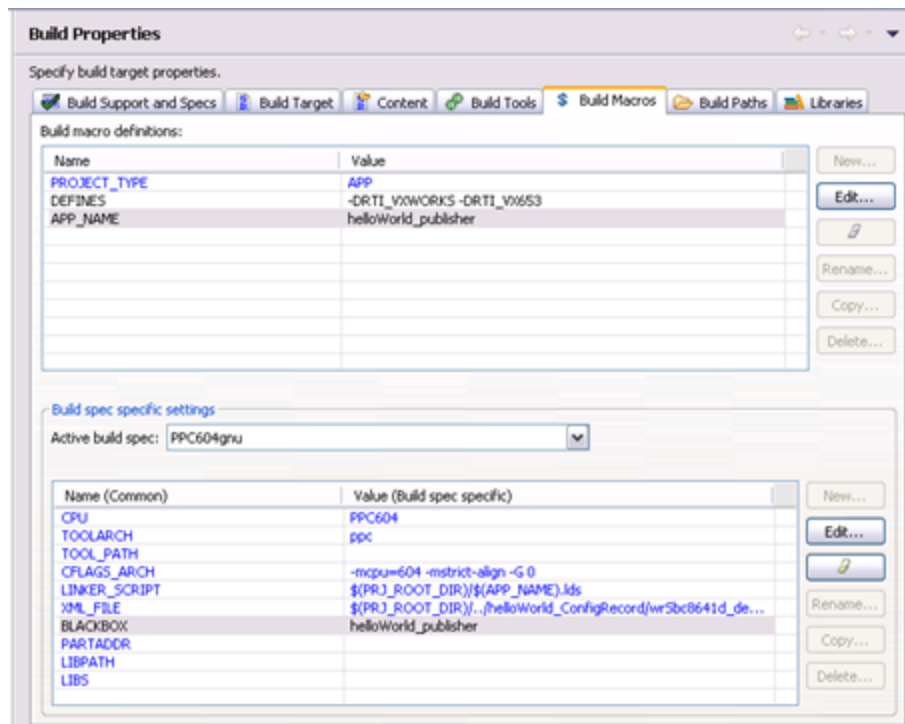 Build Properties
Specify build target properties.
Build Support and Specs Build Target Content Build Tools $ Build Macros Build Paths Libraries
Build macro definitions:
Name Value New...
PROJECT_TYPE APP
DEFINES -DRTI_VXWORKS -DRTI_VX653 Edit...
APP_NAME helloWorld_publisher
Rename...
Copy...
Delete...
Build spec specific settings
Active build spec: PPC604gnu
Name (Common) Value (Build spec specific) New...
CPU PPC604
TOOLARCH ppc Edit...
TOOL_PATH
CFLAGS_ARCH -mcpu=604 -mstrict-align -G 0
LINKER_SCRIPT $(PRJ_ROOT_DIR)/$(APP_NAME).lds
XML_FILE $(PRJ_ROOT_DIR)/../helloWorld_ConfigRecord/wrSbc8641d_de... Rename...
BLACKBOX helloWorld_publisher
PARTADDR Copy...
LIBPATH
LIBS Delete...